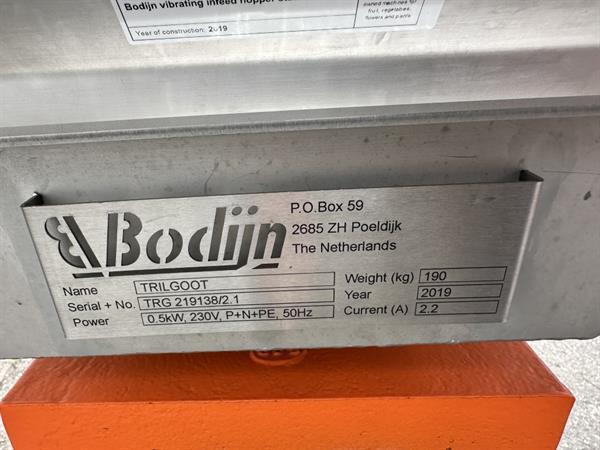 Bodijn vibrating infeed hopper
Year of construction: 2019
machines for
fruit, vegetables,
flowers and plants
Bodijn
P.O.Box 59
2685 ZH Poeldijk
The Netherlands
Name TRILGOOT
Serial + No. TRG 219138/2.1
Power 0.5kW, 230V, P+N+PE, 50Hz
Weight (kg) 190
Year 2019
Current (A) 2.2